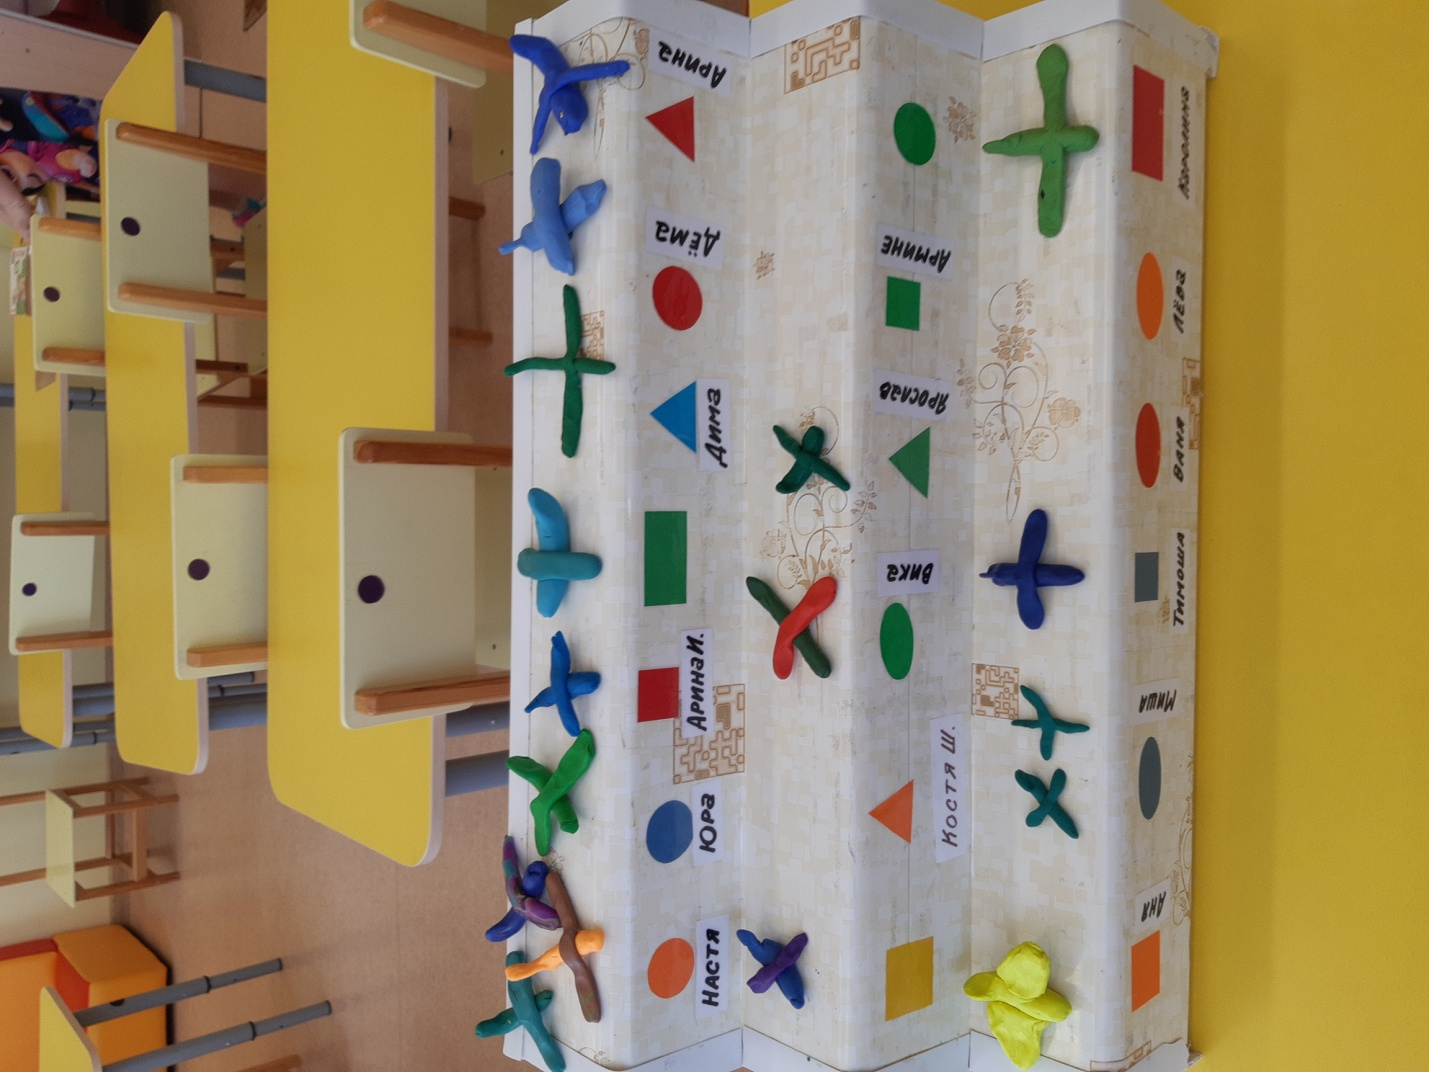 НАСТЯ
ЮРа
АРИНаИ.
Дима
Дёма
АРИНа
КОСТЯ Ш.
Вика
ЯРОСЛаВ
АРМИНЕ
Аня
Миша
ТИМОША
ВАНЯ
ЛЁВа
Каролина